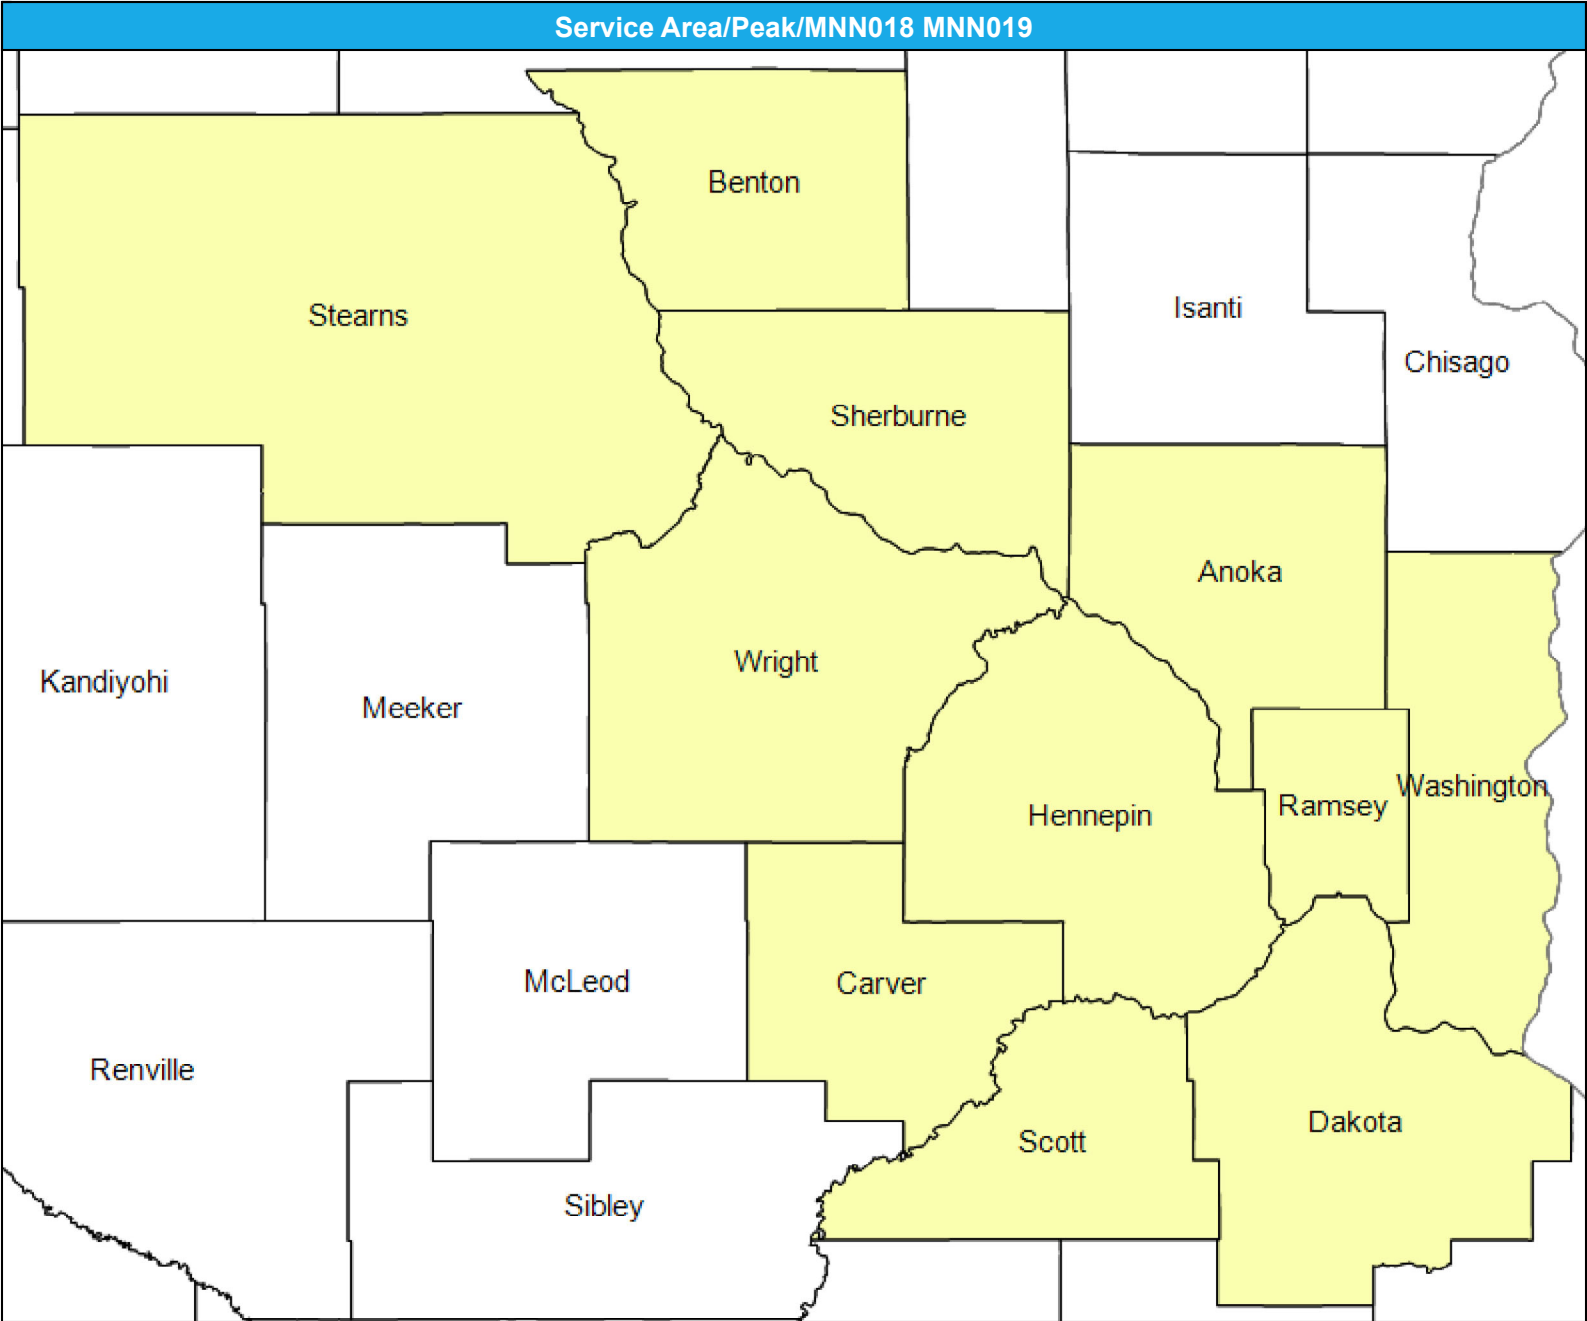 Service Area/Peak/MNN018 MNN019
Benton
Isanti
Stearns
Chisago
Sherburne
Anoka
Wright
Kandiyohi
Meeker
Washington
Ramsey
Hennepin
McLeod
Carver
Renville
Dakota
Scott
Sibley